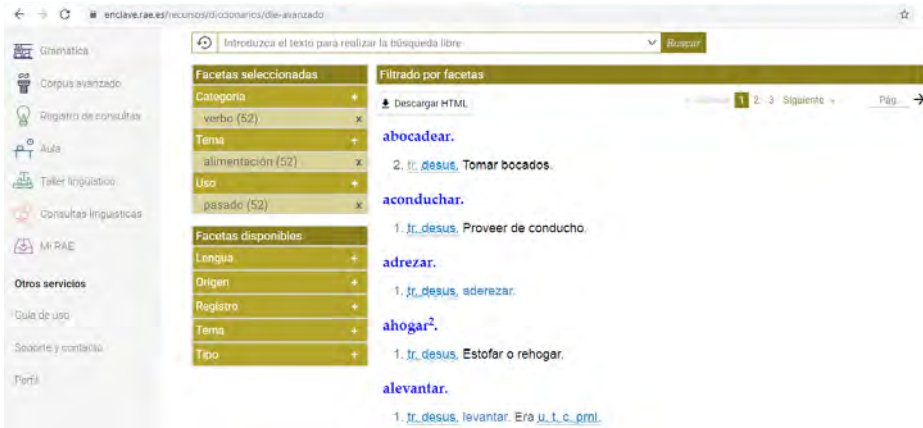 enclave.rae.es/recursos/diccionarios/dle-avanzado
Gramática
Corpus avanzado
Registro de consultas
Aula
Taller lingüístico
Consultas lingüísticas
Mi RAE
Otros servicios
Guía de uso
Soporte y contacto
Perfil
Introduzca el texto para realizar la búsqueda libre
Buscar
Facetas seleccionadas
Categoría +
verbo (52) x
Tema +
alimentación (52) x
Uso +
pasado (52) x
Facetas disponibles
Lengua +
Origen +
Registro +
Tema +
Tipo +
Filtrado por facetas
Descargar HTML
1 2 3 Siguiente »
Pág. →
abocadear.
2. tr. desus. Tomar bocados.
aconduchar.
1. tr. desus. Proveer de conducho.
adrezar.
1. tr. desus. aderezar.
ahogar².
1. tr. desus. Estofar o rehogar.
alevantar.
1. tr. desus. levantar. Era u. t. c. prnl.